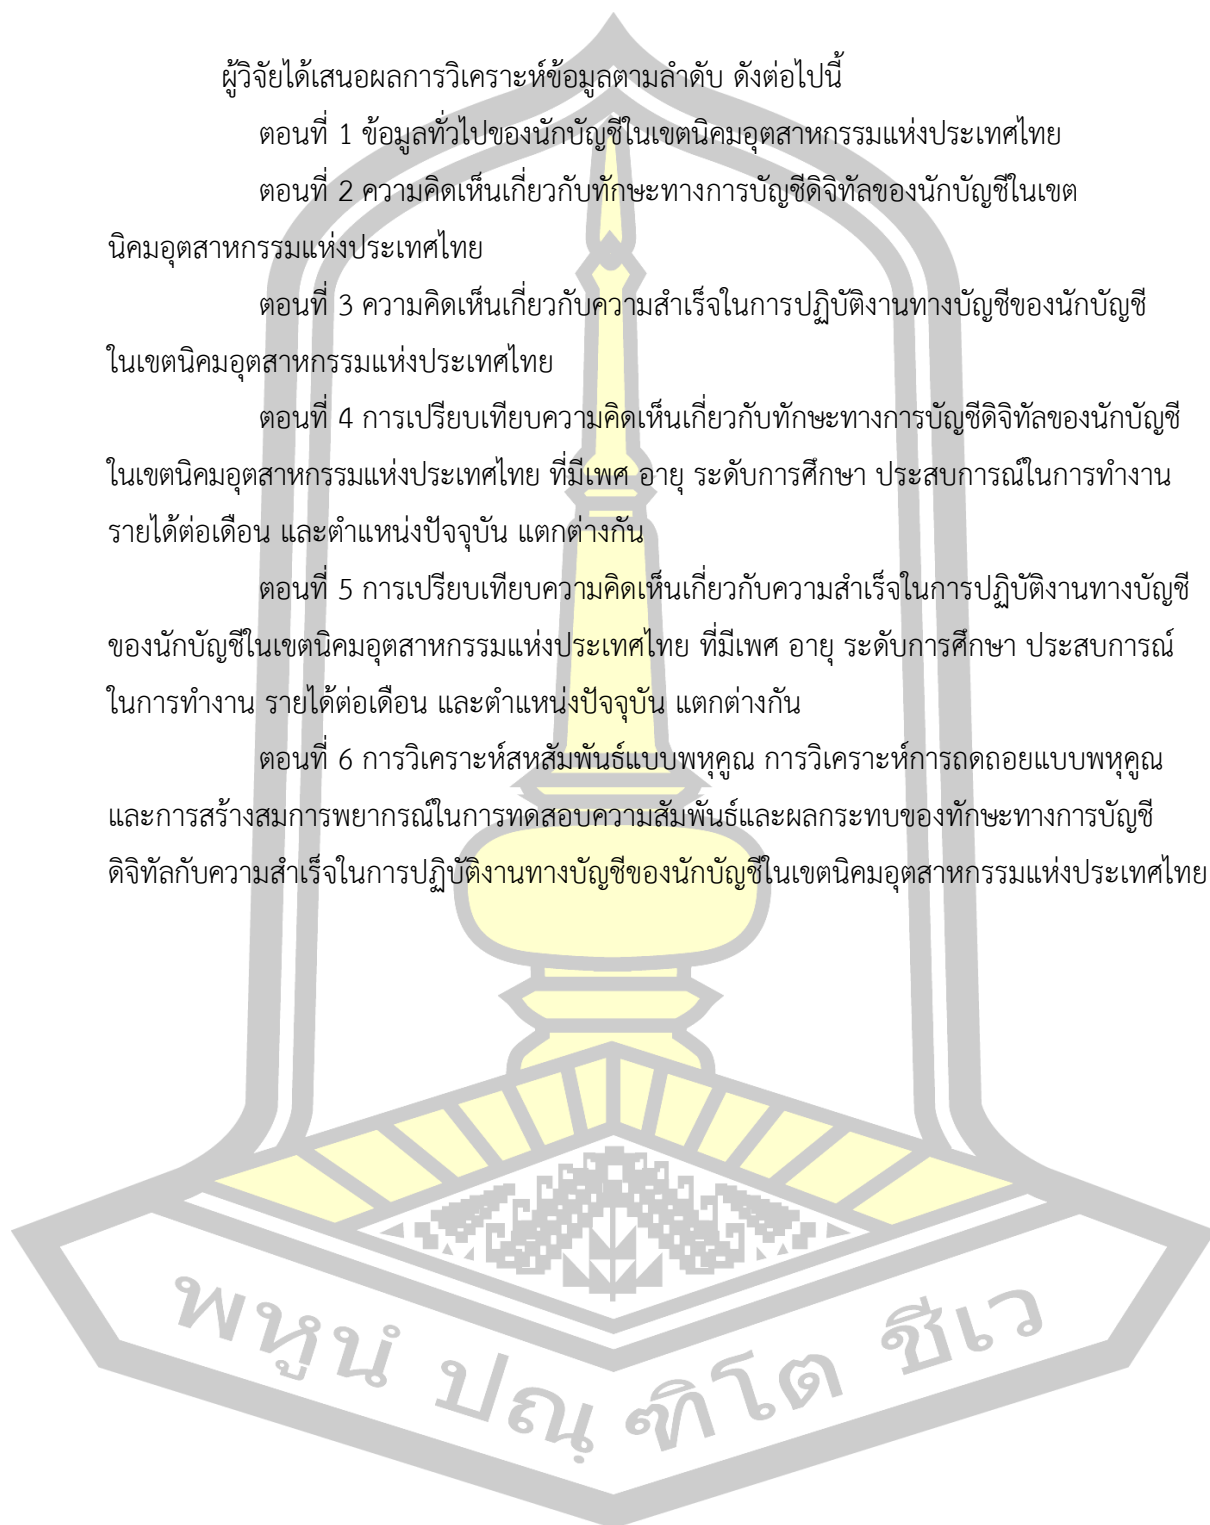 ผู้วิจัยได้เสนอผลการวิเคราะห์ข้อมูลตามลำดับ ดังต่อไปนี้
ตอนที่ 1 ข้อมูลทั่วไปของนักบัญชีในเขตนิคมอุตสาหกรรมแห่งประเทศไทย
ตอนที่ 2 ความคิดเห็นเกี่ยวกับทักษะทางการบัญชีดิจิทัลของนักบัญชีในเขต
นิคมอุตสาหกรรมแห่งประเทศไทย
ตอนที่ 3 ความคิดเห็นเกี่ยวกับความสำเร็จในการปฏิบัติงานทางบัญชีของนักบัญชี
ในเขตนิคมอุตสาหกรรมแห่งประเทศไทย
ตอนที่ 4 การเปรียบเทียบความคิดเห็นเกี่ยวกับทักษะทางการบัญชีดิจิทัลของนักบัญชี
ในเขตนิคมอุตสาหกรรมแห่งประเทศไทย ที่มีเพศ อายุ ระดับการศึกษา ประสบการณ์ในการทำงาน
รายได้ต่อเดือน และตำแหน่งปัจจุบัน แตกต่างกัน
ตอนที่ 5 การเปรียบเทียบความคิดเห็นเกี่ยวกับความสำเร็จในการปฏิบัติงานทางบัญชี
ของนักบัญชีในเขตนิคมอุตสาหกรรมแห่งประเทศไทย ที่มีเพศ อายุ ระดับการศึกษา ประสบการณ์
ในการทำงาน รายได้ต่อเดือน และตำแหน่งปัจจุบัน แตกต่างกัน
ตอนที่ 6 การวิเคราะห์สหสัมพันธ์แบบพหุคูณ การวิเคราะห์การถดถอยแบบพหุคูณ
และการสร้างสมการพยากรณ์ในการทดสอบความสัมพันธ์และผลกระทบของทักษะทางการบัญชี
ดิจิทัลกับความสำเร็จในการปฏิบัติงานทางบัญชีของนักบัญชีในเขตนิคมอุตสาหกรรมแห่งประเทศไทย
พหูนํ ปณฺฑิโต ชีเว